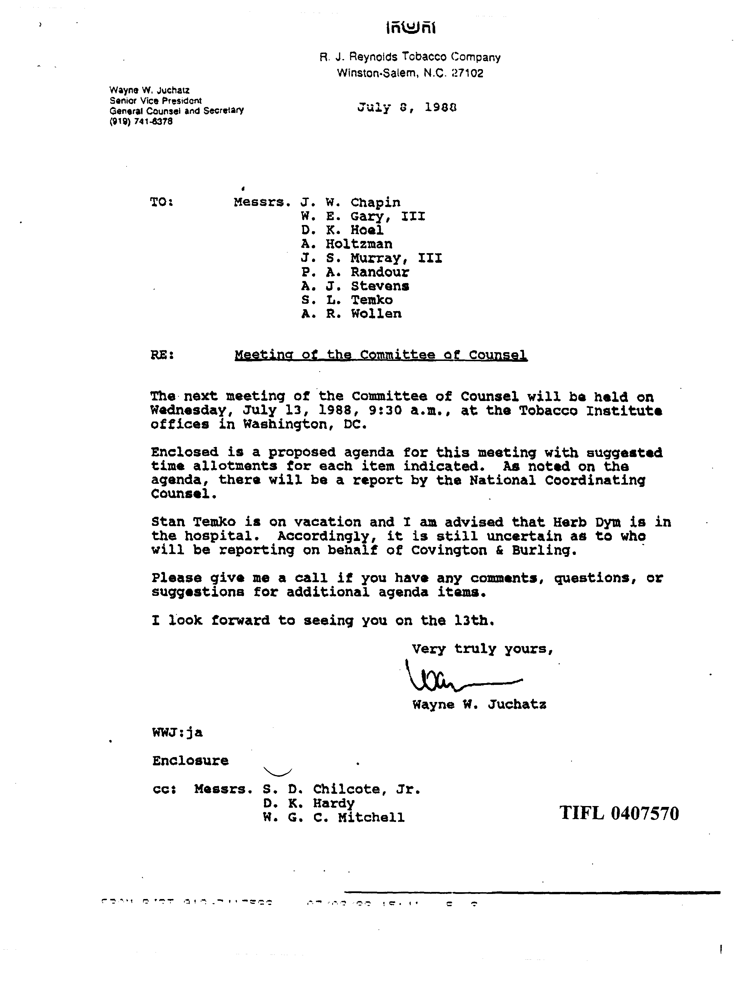 R. J. Reynolds Tobacco Company
Winston-Salem, N.C. 27102
Wayne W. Juchatz
Senior Vice President
General Counsel and Secretary
(919) 741-5378
July 8, 1988
TO: Messrs. J. W. Chapin
W. E. Gary, III
D. K. Hoel
A. Holtzman
J. S. Murray, III
P. A. Randour
A. J. Stevens
S. L. Temko
A. R. Wollen
RE: Meeting of the Committee of Counsel
The next meeting of the Committee of Counsel will be held on
Wednesday, July 13, 1988, 9:30 a.m., at the Tobacco Institute
offices in Washington, DC.
Enclosed is a proposed agenda for this meeting with suggested
time allotments for each item indicated. As noted on the
agenda, there will be a report by the National Coordinating
Counsel.
Stan Temko is on vacation and I am advised that Herb Dym is in
the hospital. Accordingly, it is still uncertain as to who
will be reporting on behalf of Covington & Burling.
Please give me a call if you have any comments, questions, or
suggestions for additional agenda items.
I look forward to seeing you on the 13th.
Very truly yours,
Wayne W. Juchatz
WWJ:ja
Enclosure
cc: Messrs. S. D. Chilcote, Jr.
D. K. Hardy
W. G. C. Mitchell
TIFL 0407570